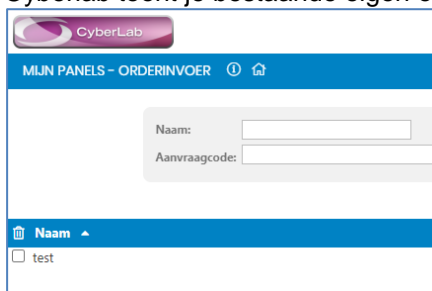 Cyberlab toont je bestaande eigen
CyberLab
MIJN PANELS - ORDERINVOER
Naam:
Aanvraagcode:
Naam
test